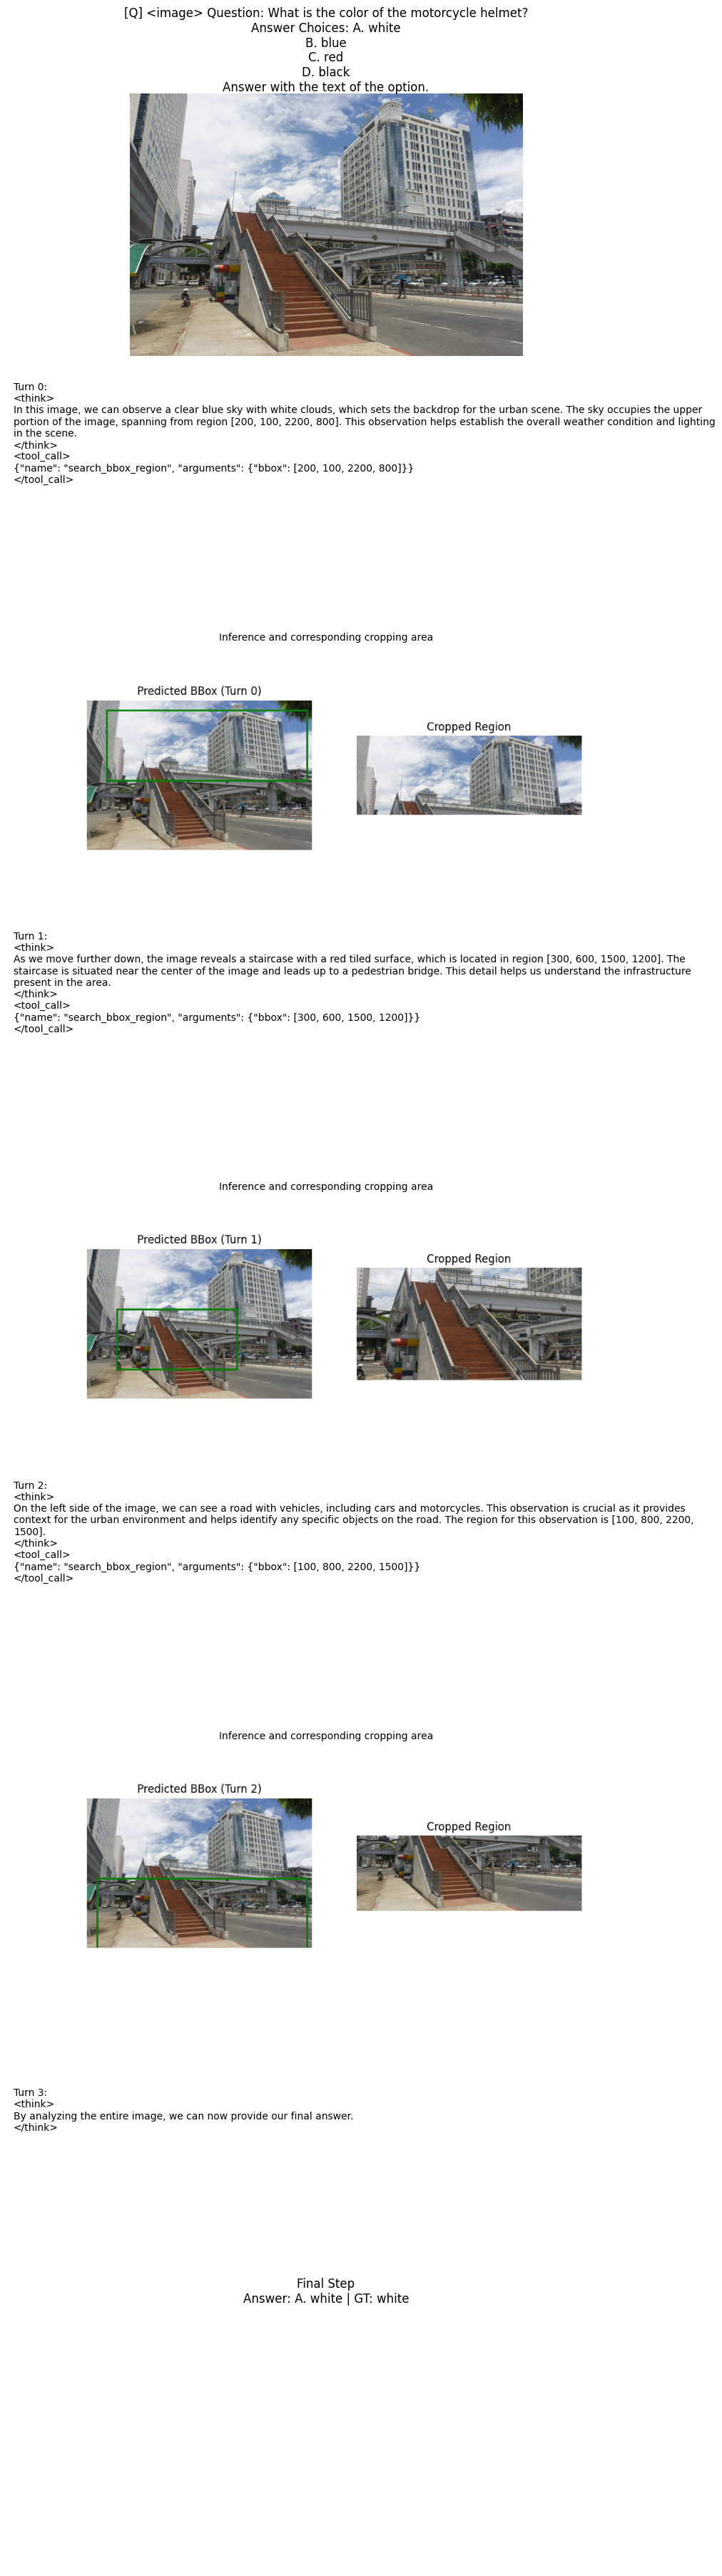 [Q] <image> Question: What is the color of the motorcycle helmet?
Answer Choices: A. white
B. blue
C. red
D. black
Answer with the text of the option.
Turn 0:
<think>
In this image, we can observe a clear blue sky with white clouds, which sets the backdrop for the urban scene. The sky occupies the upper
portion of the image, spanning from region [200, 100, 2200, 800]. This observation helps establish the overall weather condition and lighting
in the scene.
</think>
<tool_call>
{"name": "search_bbox_region", "arguments": {"bbox": [200, 100, 2200, 800]}}
</tool_call>
Inference and corresponding cropping area
Predicted BBox (Turn 0)
Cropped Region
Turn 1:
<think>
As we move further down, the image reveals a staircase with a red tiled surface, which is located in region [300, 600, 1500, 1200]. The
staircase is situated near the center of the image and leads up to a pedestrian bridge. This detail helps us understand the infrastructure
present in the area.
</think>
<tool_call>
{"name": "search_bbox_region", "arguments": {"bbox": [300, 600, 1500, 1200]}}
</tool_call>
Inference and corresponding cropping area
Predicted BBox (Turn 1)
Cropped Region
Turn 2:
<think>
On the left side of the image, we can see a road with vehicles, including cars and motorcycles. This observation is crucial as it provides
context for the urban environment and helps identify any specific objects on the road. The region for this observation is [100, 800, 2200,
1500].
</think>
<tool_call>
{"name": "search_bbox_region", "arguments": {"bbox": [100, 800, 2200, 1500]}}
</tool_call>
Inference and corresponding cropping area
Predicted BBox (Turn 2)
Cropped Region
Turn 3:
<think>
By analyzing the entire image, we can now provide our final answer.
</think>
Final Step
Answer: A. white | GT: white